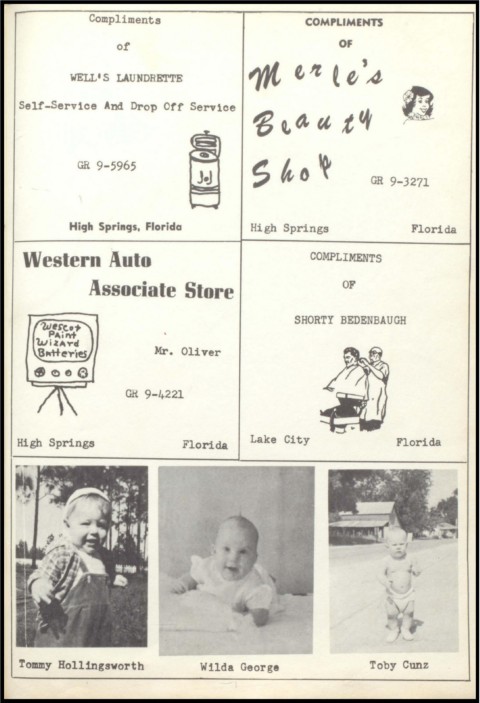 Compliments
of
WELL'S LAUNDRETTE
Self-Service And Drop Off Service
GR 9-5965
High Springs, Florida
COMPLIMENTS
OF
Merle's
Beauty
Shop
GR 9-3271
High Springs Florida
Western Auto
Associate Store
Wescot
PAint
Wizard
BAtteries
Mr. Oliver
GR 9-4221
High Springs Florida
COMPLIMENTS
OF
SHORTY BEDENBAUGH
Lake City Florida
Tommy Hollingsworth
Wilda George
Toby Cunz